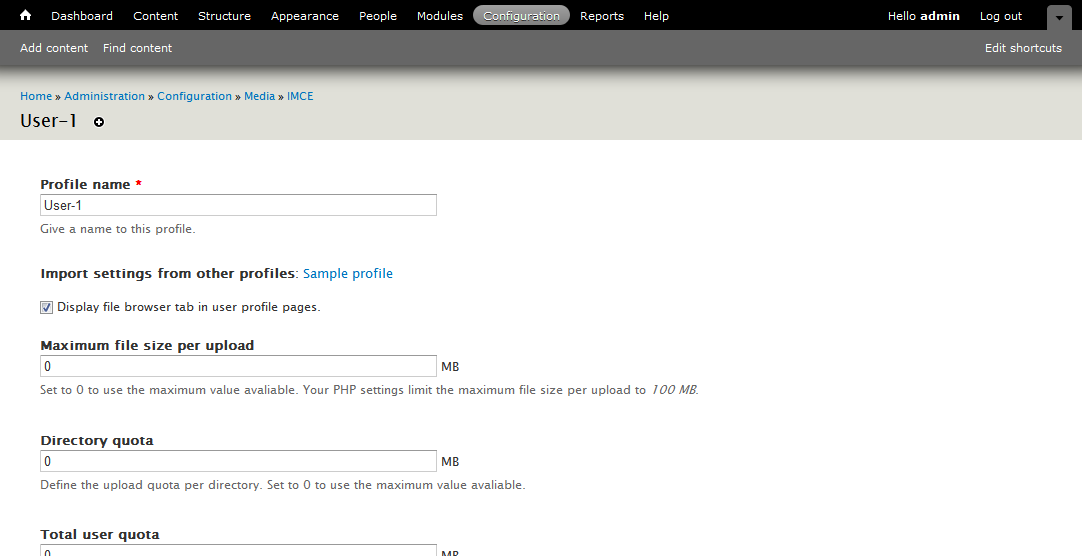 Dashboard Content Structure Appearance People Modules Configuration Reports Help Hello admin Log out
Add content Find content Edit shortcuts
Home » Administration » Configuration » Media » IMCE
User-1
Profile name *
User-1
Give a name to this profile.
Import settings from other profiles: Sample profile
Display file browser tab in user profile pages.
Maximum file size per upload
0 MB
Set to 0 to use the maximum value avaliable. Your PHP settings limit the maximum file size per upload to 100 MB.
Directory quota
0 MB
Define the upload quota per directory. Set to 0 to use the maximum value avaliable.
Total user quota
0 MB